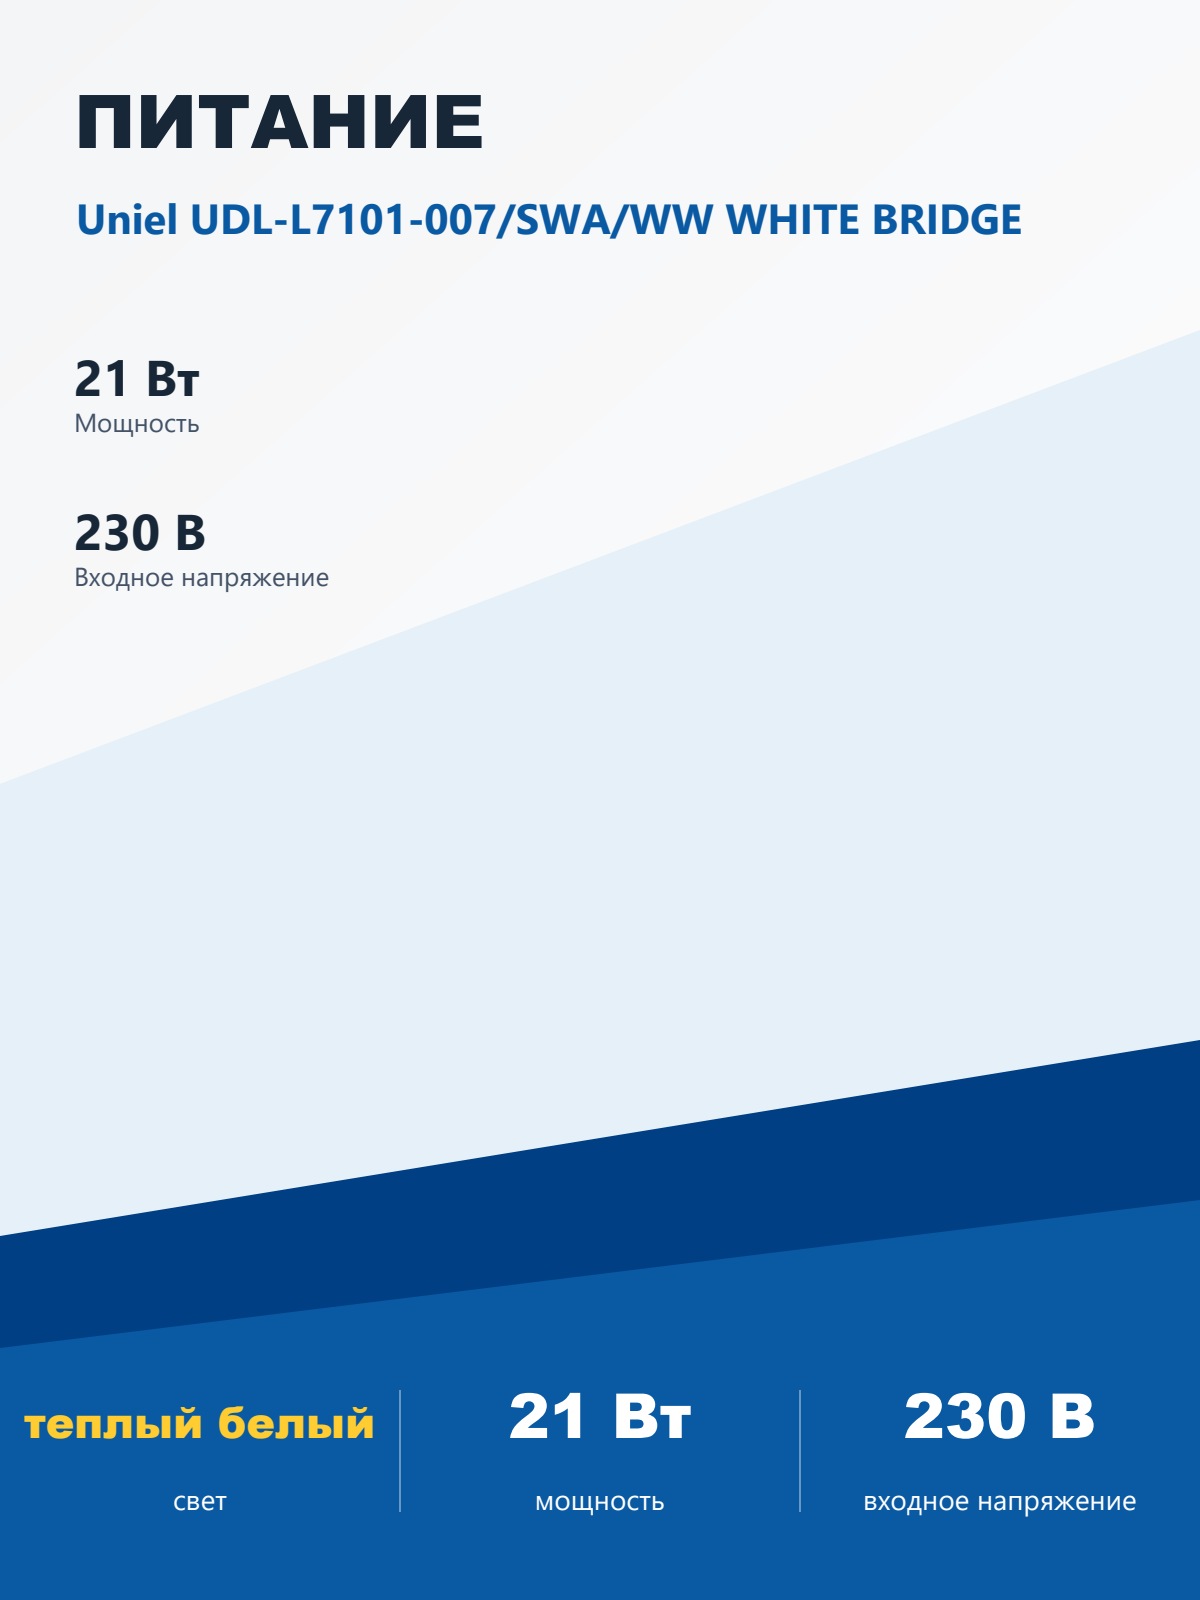 ПИТАНИЕ
Uniel UDL-L7101-007/SWA/WW WHITE BRIDGE
21 Вт
Мощность
230 В
Входное напряжение
теплый белый
свет
21 Вт
мощность
230 В
входное напряжение